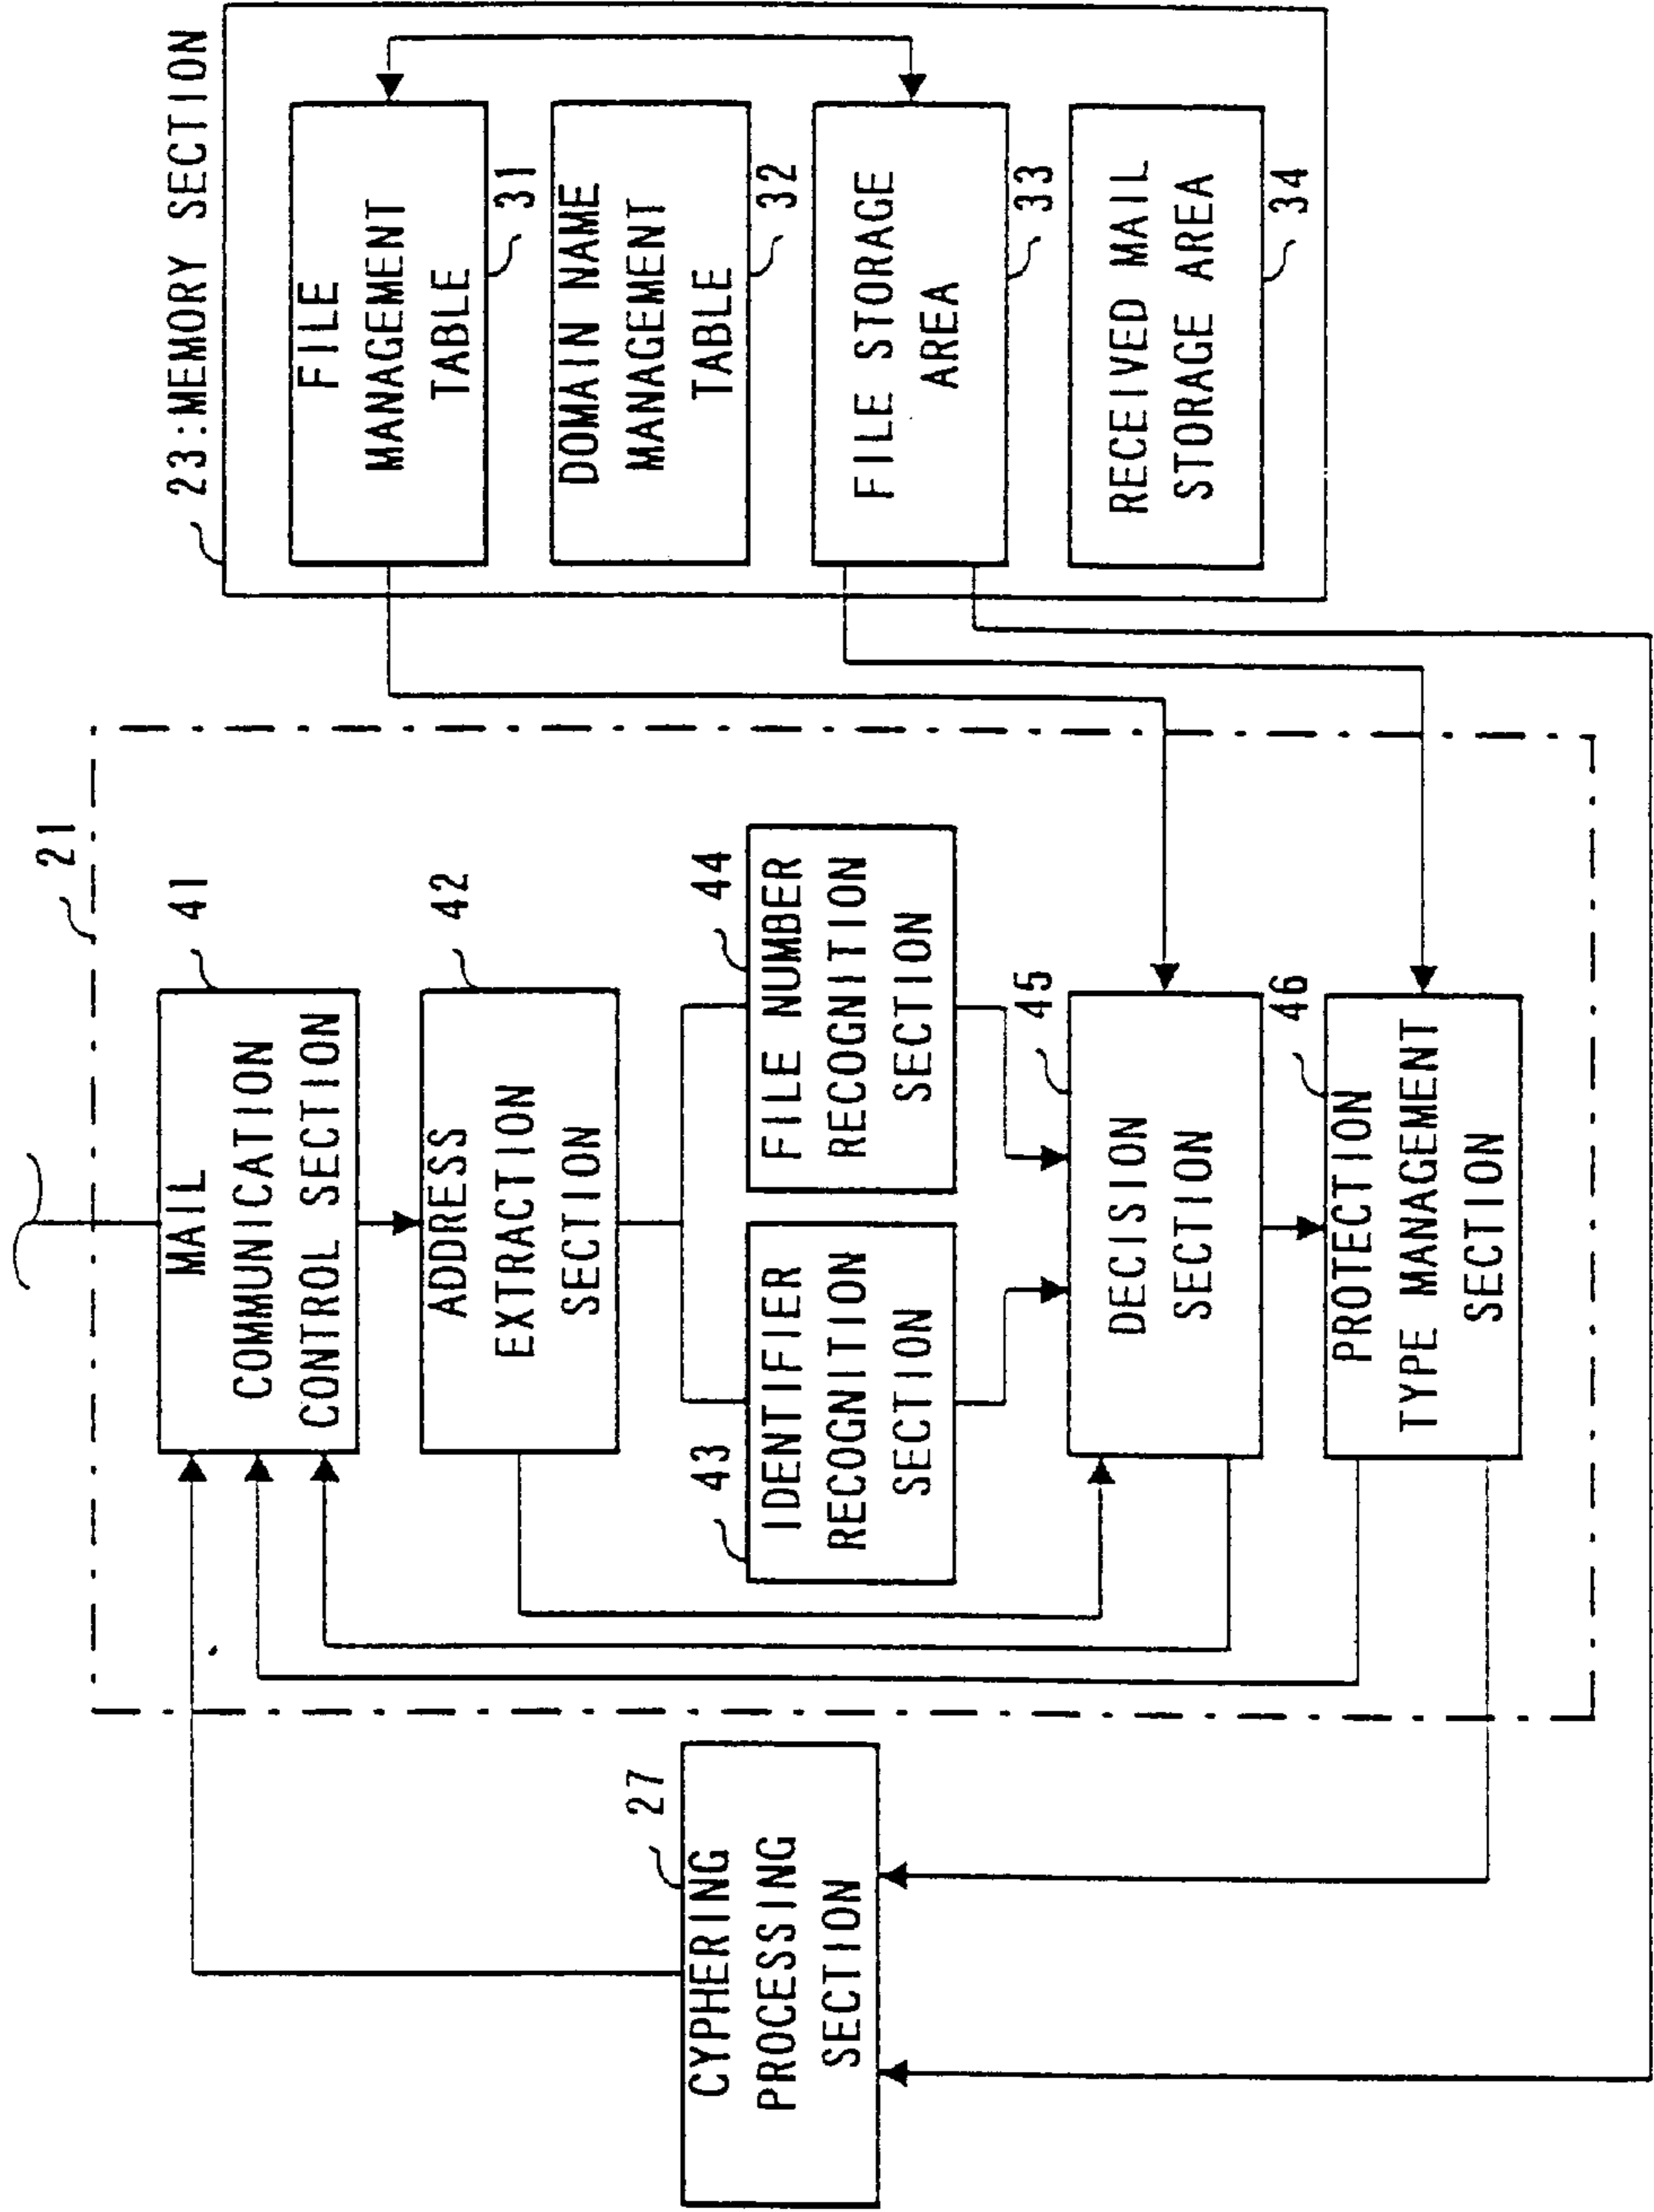 21
MAIL
COMMUNICATION
CONTROL SECTION
41
ADDRESS
EXTRACTION
SECTION
42
43
IDENTIFIER
RECOGNITION
SECTION
44
FILE NUMBER
RECOGNITION
SECTION
45
DECISION
SECTION
46
PROTECTION
TYPE MANAGEMENT
SECTION
27
CYPHERING
PROCESSING
SECTION
23:MEMORY SECTION
FILE
MANAGEMENT
TABLE
31
DOMAIN NAME
MANAGEMENT
TABLE
32
FILE STORAGE
AREA
33
RECEIVED MAIL
STORAGE AREA
34